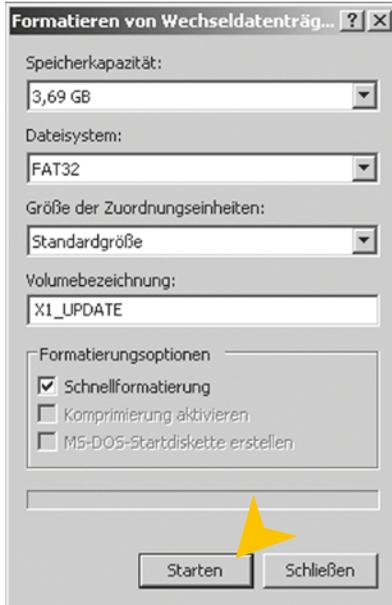 Formatieren von Wechseldatenträg...
Speicherkapazität:
3,69 GB
Dateisystem:
FAT32
Größe der Zuordnungseinheiten:
Standardgröße
Volumebezeichnung:
X1_UPDATE
Formatierungsoptionen
Schnellformatierung
Komprimierung aktivieren
MS-DOS-Startdiskette erstellen
Starten Schließen